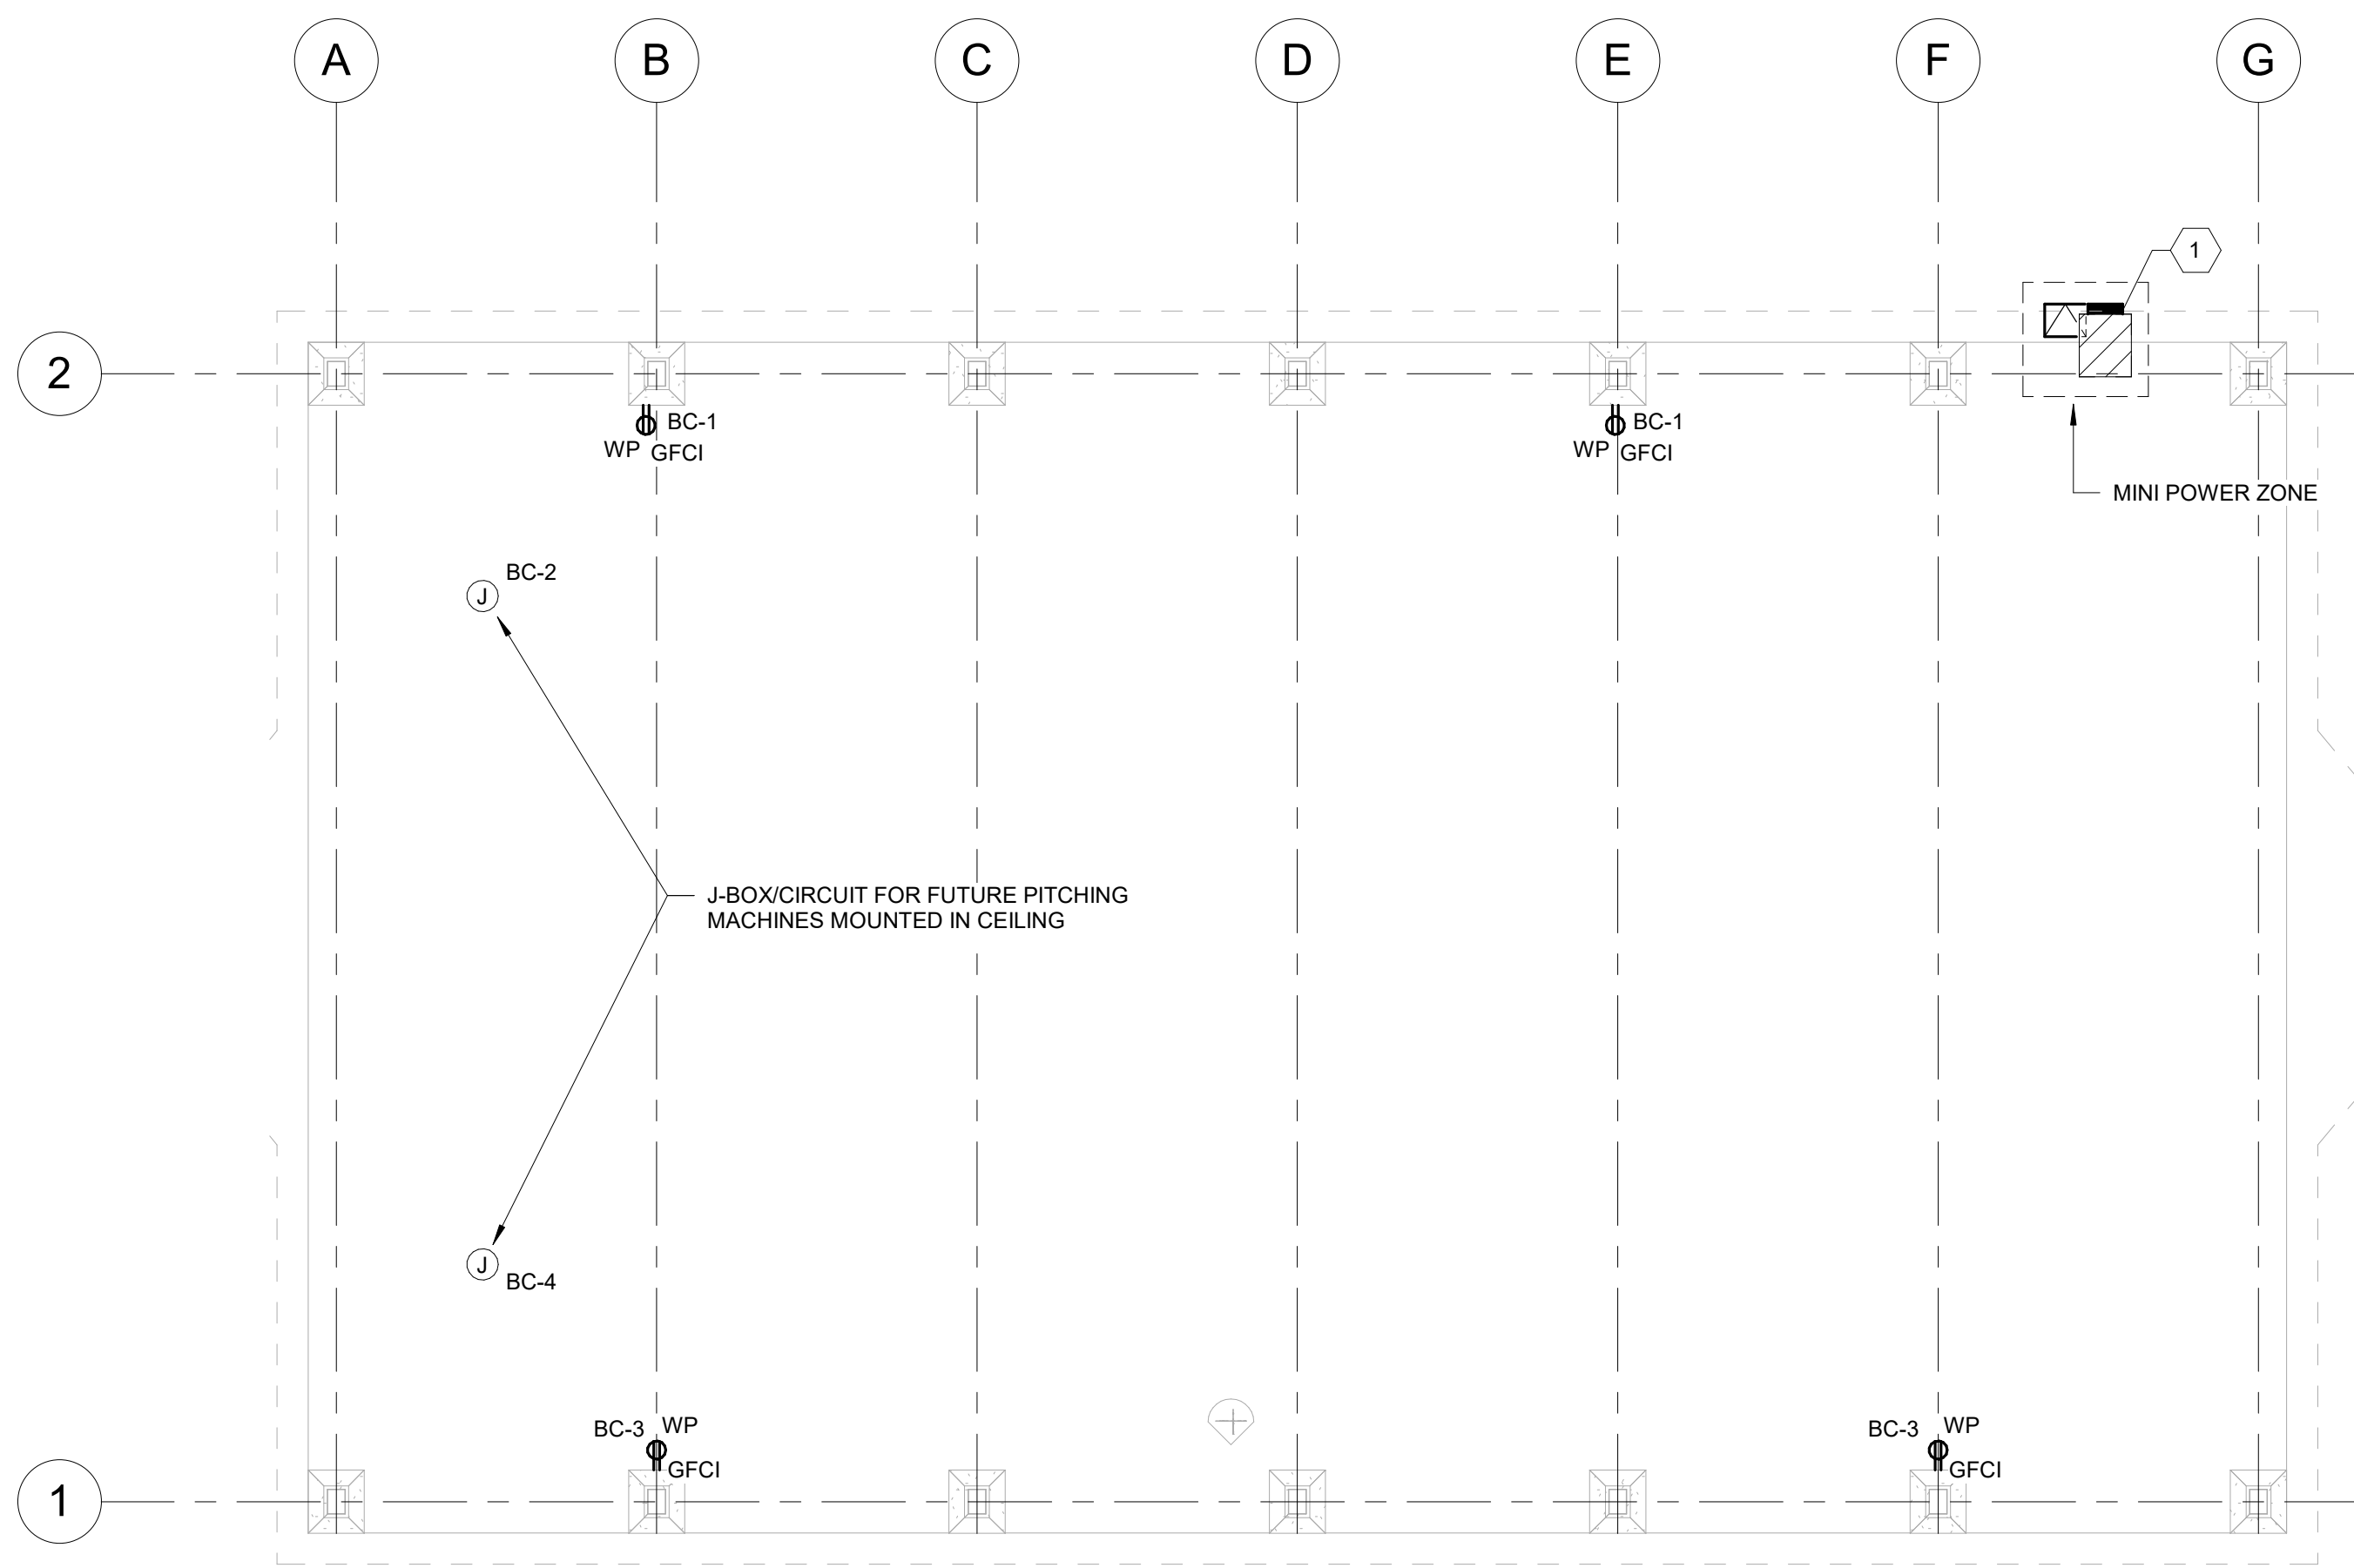 A
B
C
D
E
F
G
1
2
BC-1
WP
GFCI
BC-1
WP
GFCI
MINI POWER ZONE
BC-2
J
J-BOX/CIRCUIT FOR FUTURE PITCHING
MACHINES MOUNTED IN CEILING
J
BC-4
BC-3
WP
GFCI
BC-3
WP
GFCI
1